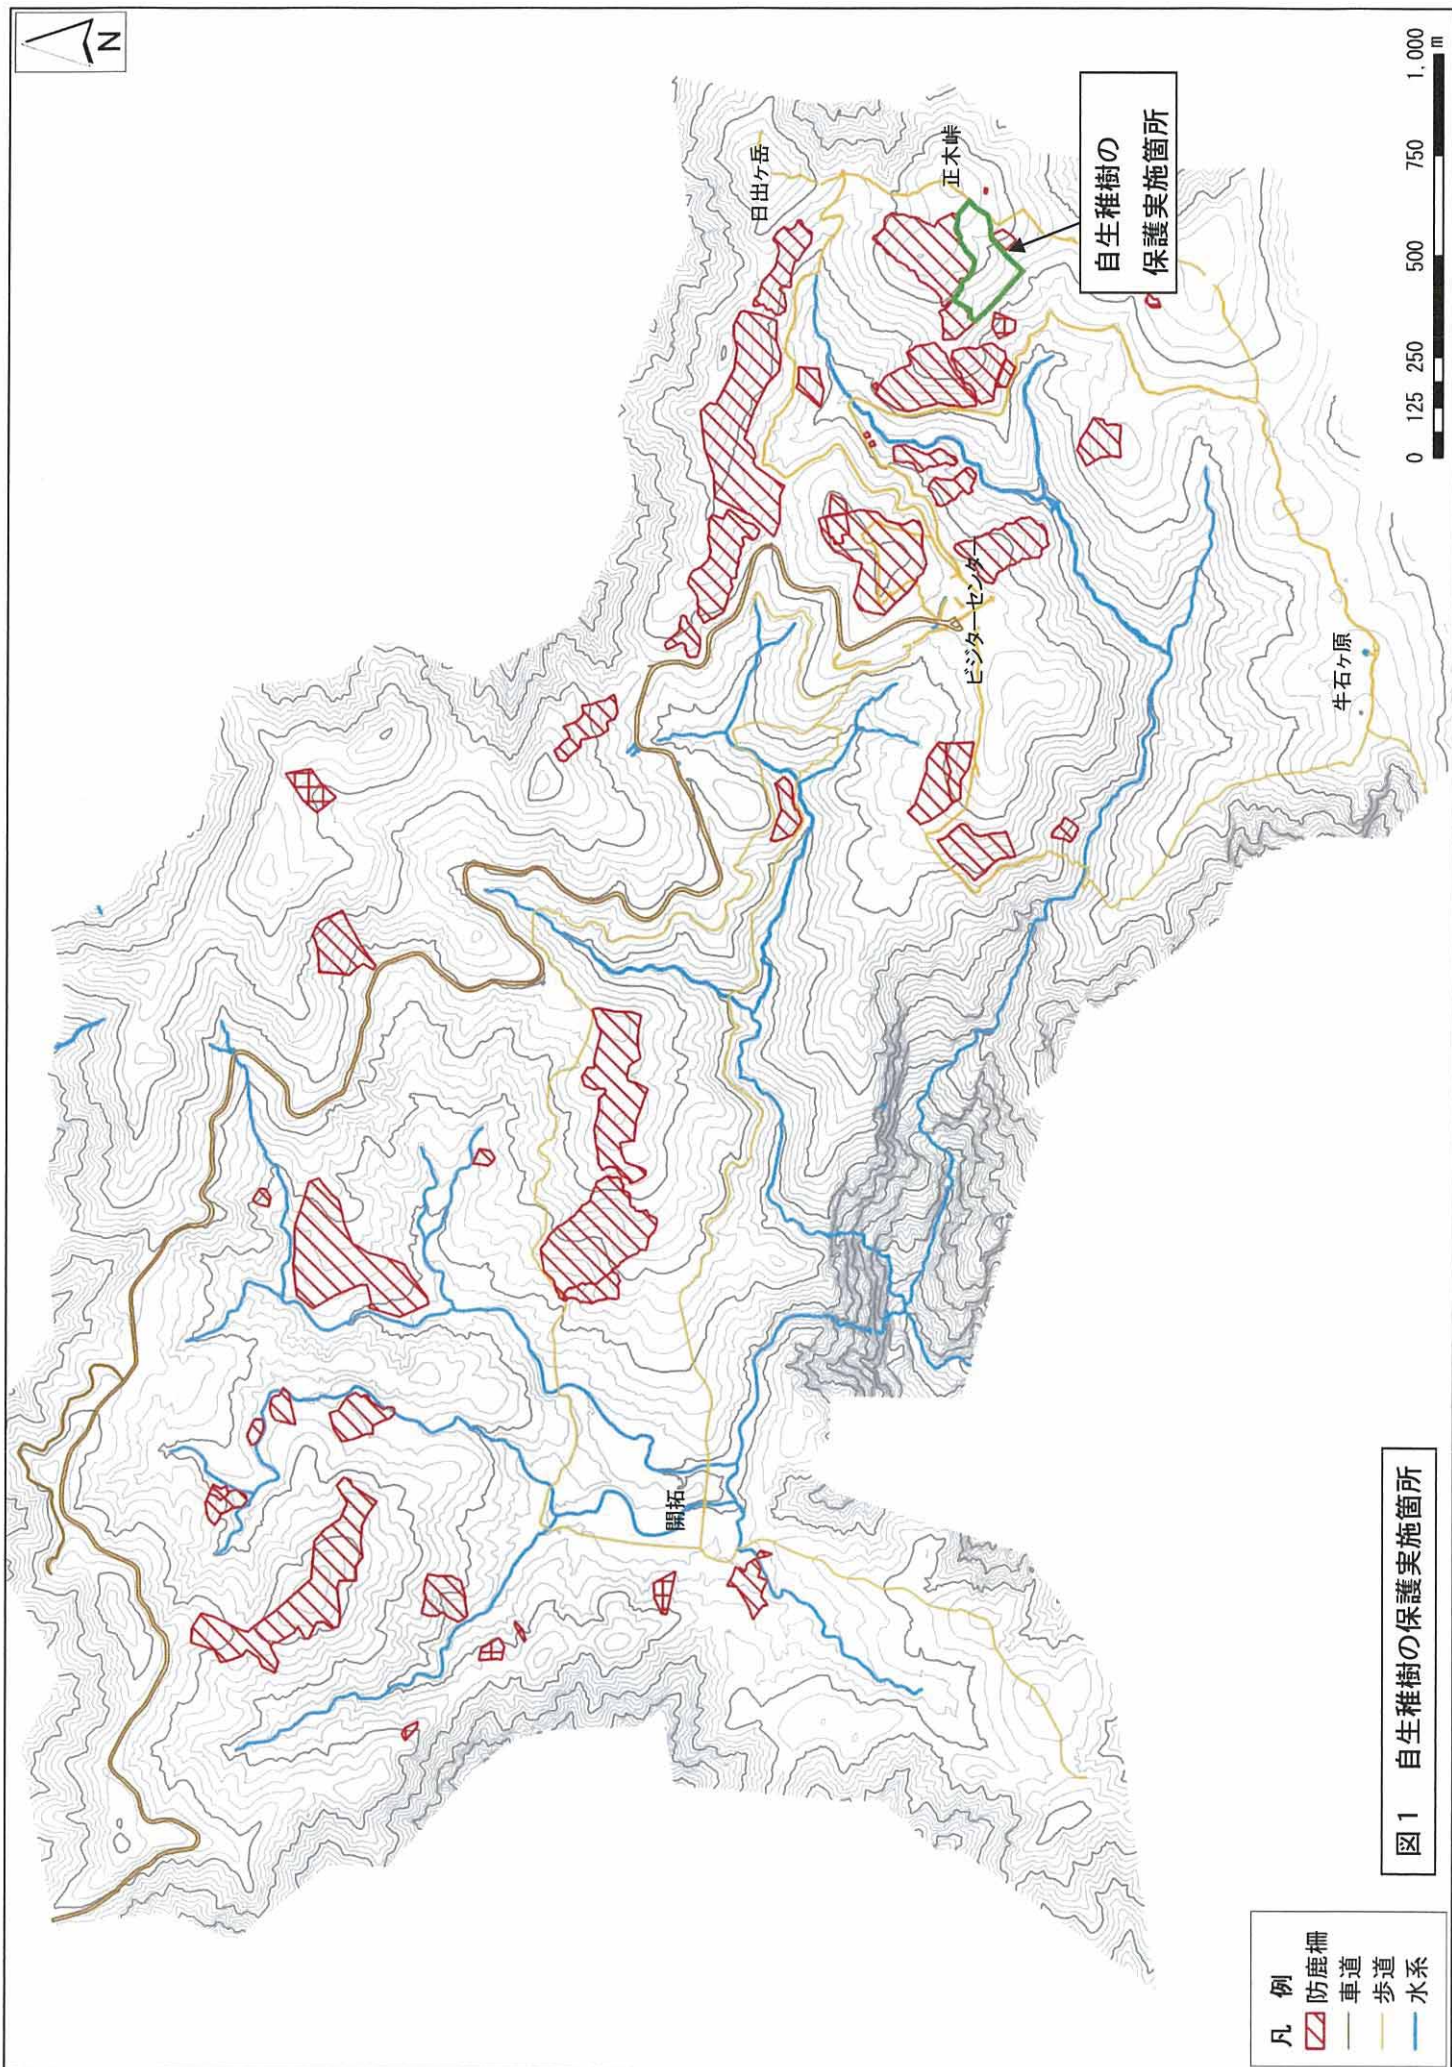 N
日出ヶ岳
正木峠
自生稚樹の
保護実施箇所
ビジターセンター
牛石ヶ原
開拓
0 125 250 500 750 1,000
m
図1 自生稚樹の保護実施箇所
凡 例
防鹿柵
車道
歩道
水系